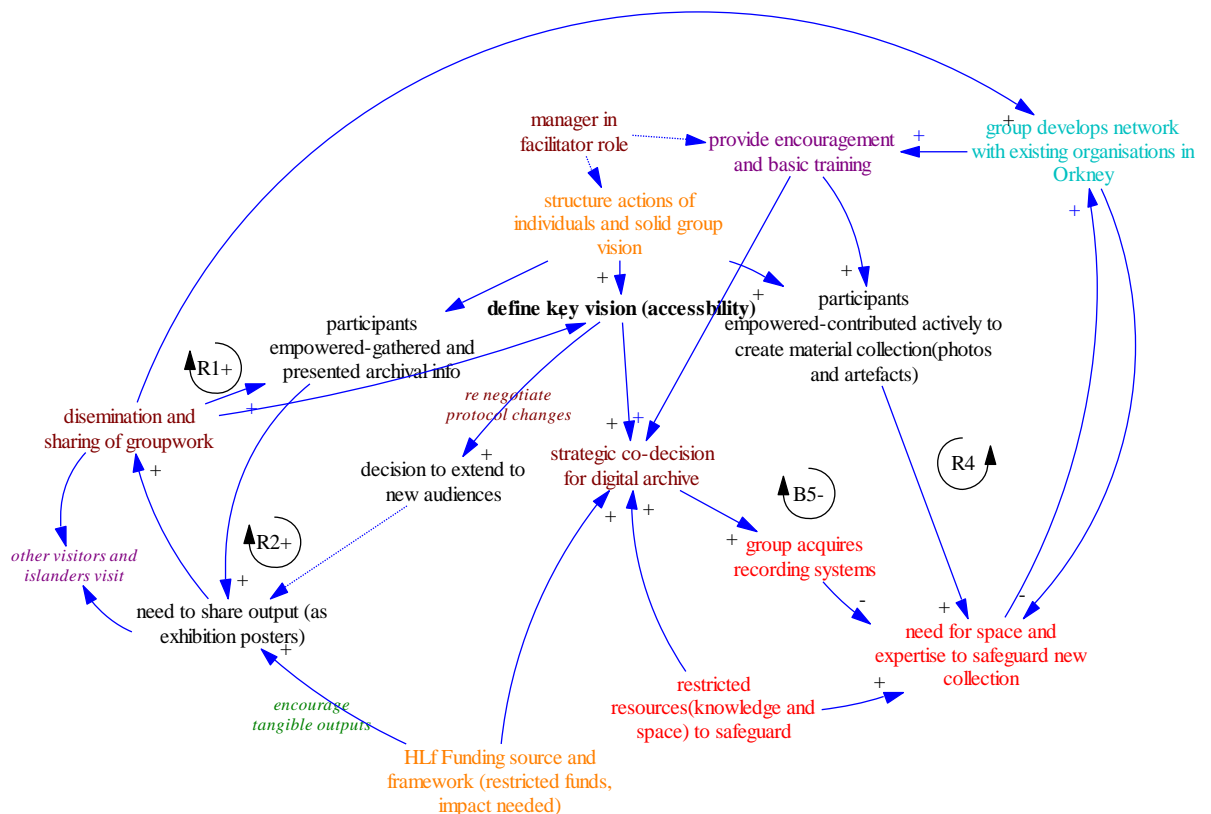 manager in
facilitator role
provide encouragement
and basic training
+
+
group develops network
with existing organisations in
Orkney
+
structure actions of
individuals and solid group
vision
+
+
+
define key vision (accessbility)
+
participants
empowered-contributed actively to
create material collection(photos
and artefacts)
participants
empowered-gathered and
presented archival info
R1+
+
disemination and
sharing of groupwork
+
re negotiate
protocol changes
+
decision to extend to
new audiences
+
+
strategic co-decision
for digital archive
+
+
R4
B5-
+
group acquires
recording systems
-
R2+
other visitors and
islanders visit
+
need to share output (as
exhibition posters)
+
+
-
need for space and
expertise to safeguard new
collection
+
restricted
resources(knowledge and
space) to safeguard
encourage
tangible outputs
HLf Funding source and
framework (restricted funds,
impact needed)